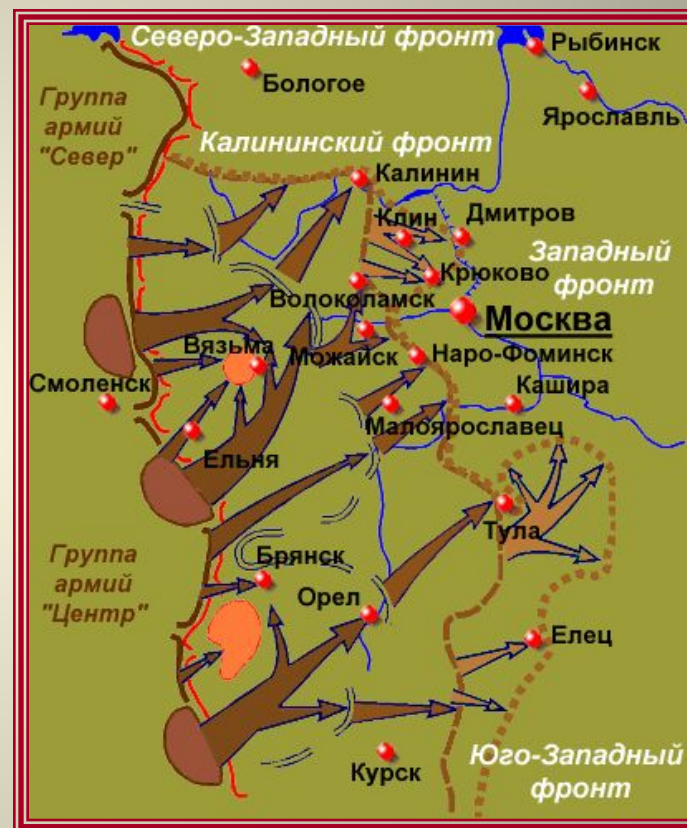 Северо-Западный фронт
Рыбинск
Бологое
Ярославль
Группа
армий
"Север"
Калининский фронт
Калинин
Клин
Дмитров
Западный
фронт
Крюково
Волоколамск
Москва
Вязьма
Можайск
Наро-Фоминск
Смоленск
Кашира
Малоярославец
Ельня
Тула
Группа
армий
"Центр"
Брянск
Орел
Елец
Юго-Западный
фронт
Курск